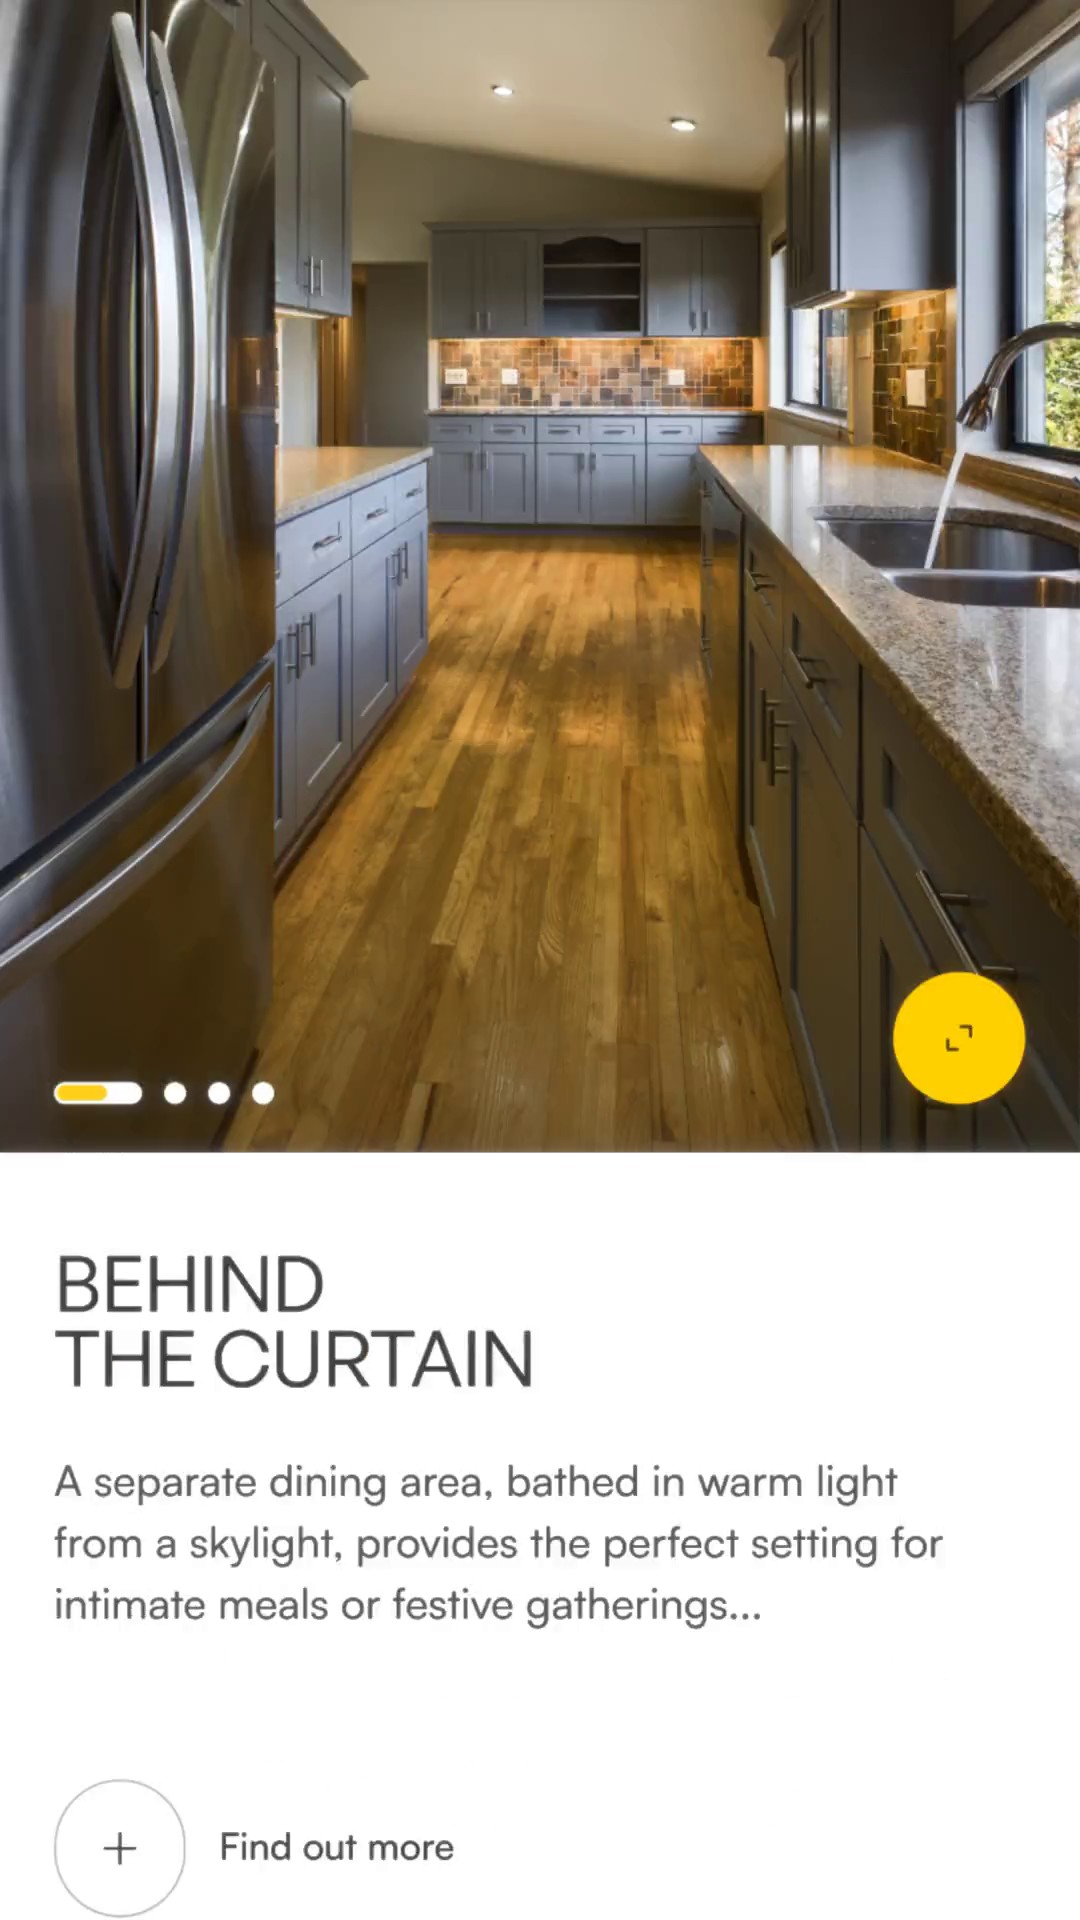 BEHIND
THE CURTAIN
A separate dining area, bathed in warm light
from a skylight, provides the perfect setting for
intimate meals or festive gatherings...
Find out more